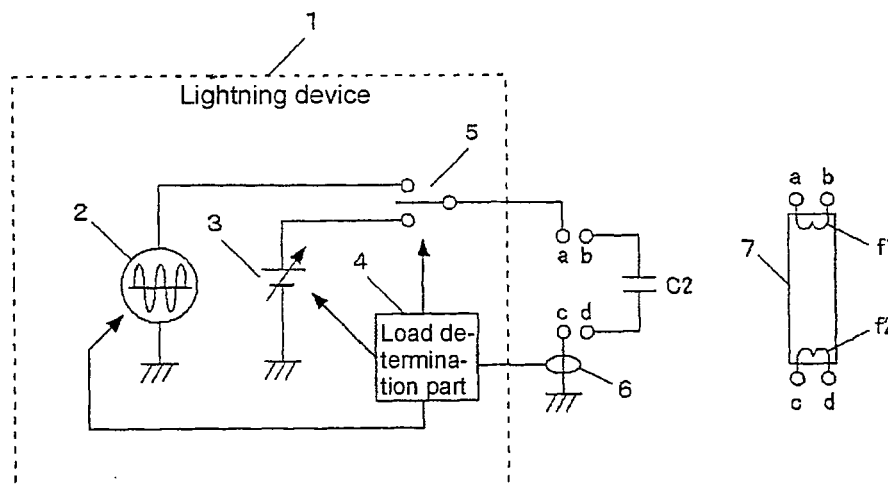 1
Lightning device
5
a b
2
3
4
a b
7
f1
C2
c d
Load de-
termina-
tion part
f2
6
c d